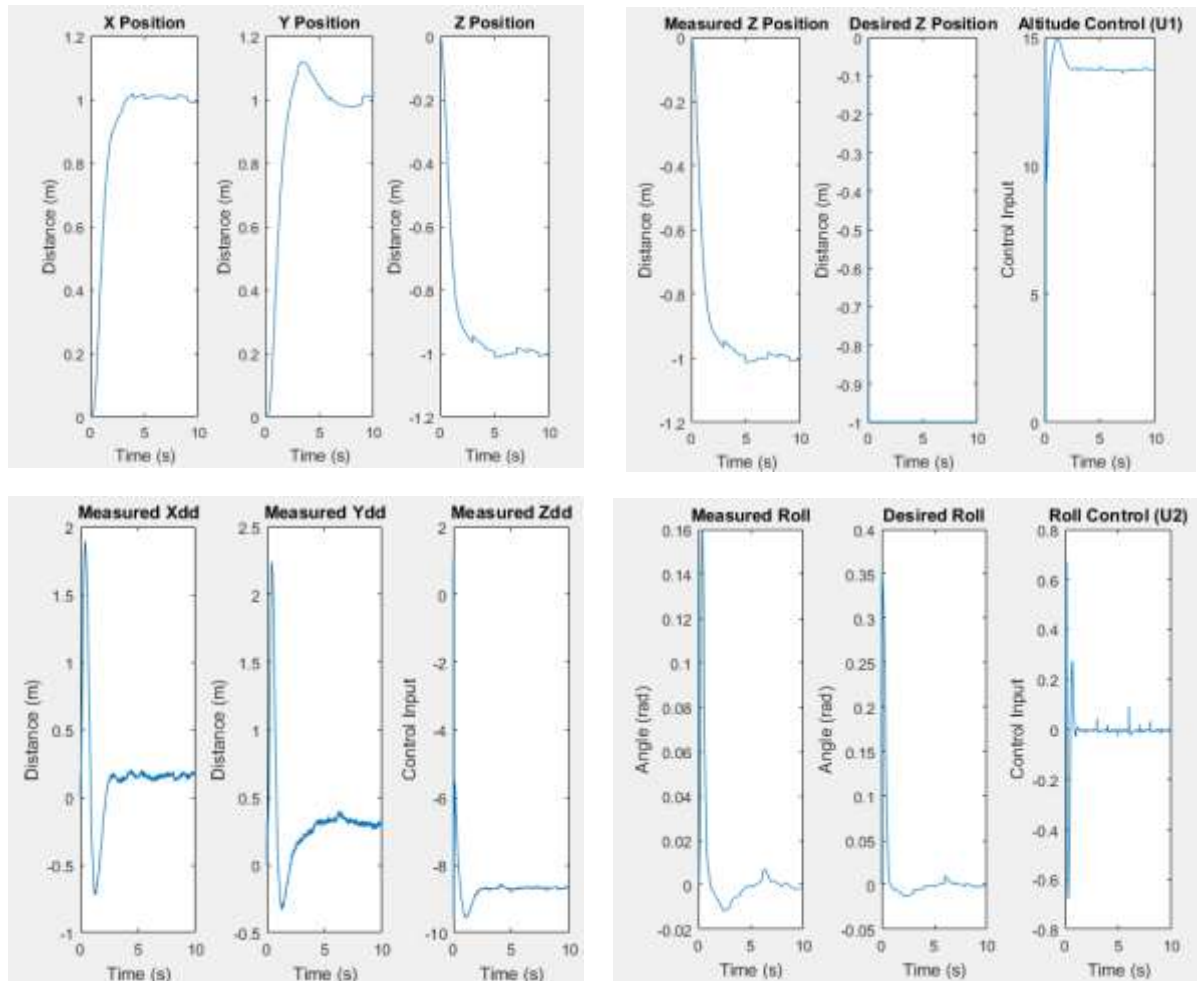 X Position
Y Position
Z Position
1.2
1
0.8
0.6
0.4
0.2
0
Distance (m)
0 5 10
Time (s)
1.2
1
0.8
0.6
0.4
0.2
0
Distance (m)
0 5 10
Time (s)
0
-0.2
-0.4
-0.6
-0.8
-1
-1.2
Distance (m)
0 5 10
Time (s)
Measured Z Position
Desired Z Position
Altitude Control (U1)
0
-0.2
-0.4
-0.6
-0.8
-1
-1.2
Distance (m)
0 5 10
Time (s)
0
-0.1
-0.2
-0.3
-0.4
-0.5
-0.6
-0.7
-0.8
-0.9
-1
Distance (m)
0 5 10
Time (s)
15
10
5
0
Control Input
0 5 10
Time (s)
Measured Xdd
Measured Ydd
Measured Zdd
2
1.5
1
0.5
0
-0.5
-1
Distance (m)
0 5 10
Time (s)
2.5
2
1.5
1
0.5
0
-0.5
Distance (m)
0 5 10
Time (s)
2
0
-2
-4
-6
-8
-10
Control Input
0 5 10
Time (s)
Measured Roll
Desired Roll
Roll Control (U2)
0.16
0.14
0.12
0.1
0.08
0.06
0.04
0.02
0
-0.02
Angle (rad)
0 5 10
Time (s)
0.4
0.35
0.3
0.25
0.2
0.15
0.1
0.05
0
-0.05
Angle (rad)
0 5 10
Time (s)
0.8
0.6
0.4
0.2
0
-0.2
-0.4
-0.6
-0.8
Control Input
0 5 10
Time (s)